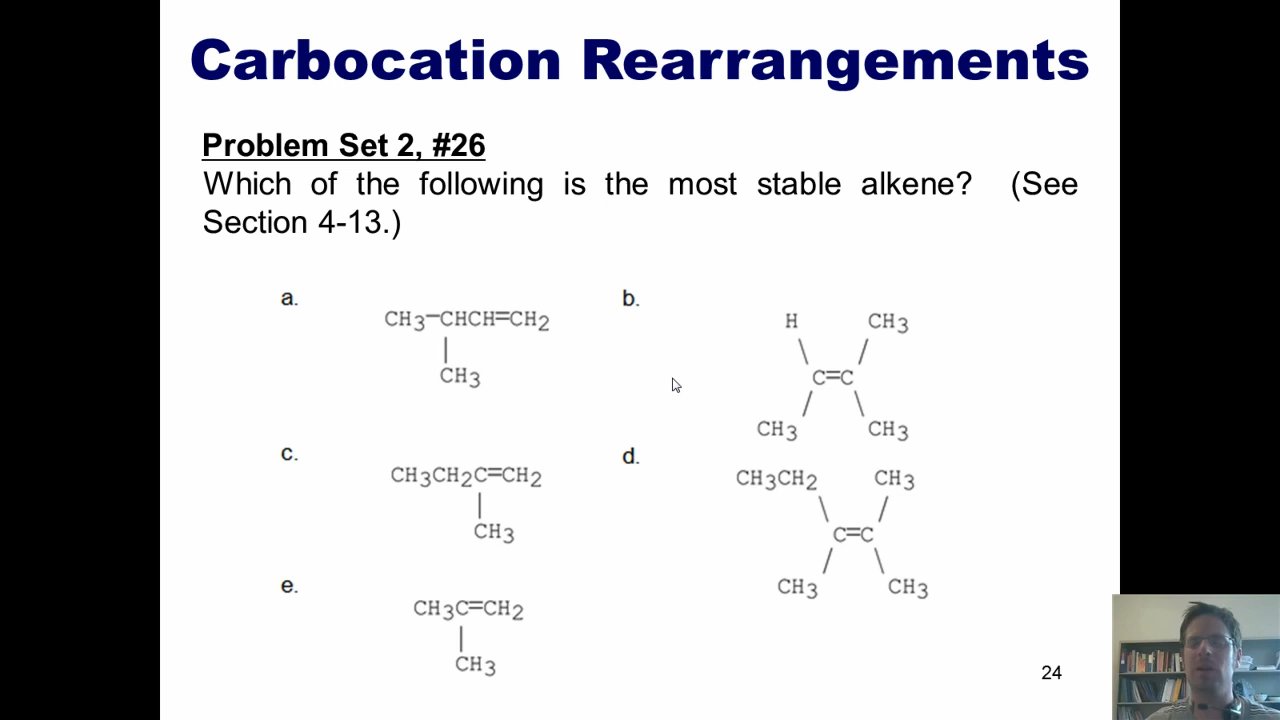 Carbocation Rearrangements
Problem Set 2, #26
Which of the following is the most stable alkene? (See
Section 4-13.)
a.
CH3-CHCH=CH2
|
CH3
b.
H CH3
\ /
C=C
/ \
CH3 CH3
c.
CH3CH2C=CH2
|
CH3
d.
CH3CH2 CH3
\ /
C=C
/ \
CH3 CH3
e.
CH3C=CH2
|
CH3
24